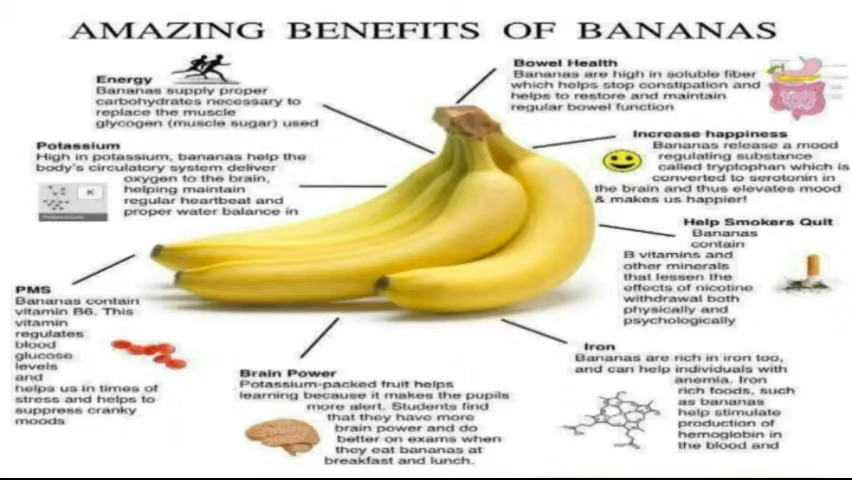 AMAZING BENEFITS OF BANANAS
Energy
Bananas supply proper
carbohydrates necessary to
replace the muscle
glycogen (muscle sugar) used
Potassium
High in potassium, bananas help the
body's circulatory system deliver
oxygen to the brain,
helping maintain
regular heartbeat and
proper water balance in
K
Potassium
PMS
Bananas contain
vitamin B6. This
vitamin
regulates
blood
glucose
levels
and
helps us in times of
stress and helps to
suppress cranky
moods
Brain Power
Potassium-packed fruit helps
learning because it makes the pupils
more alert. Students find
that they have more
brain power and do
better on exams when
they eat bananas at
breakfast and lunch.
Bowel Health
Bananas are high in soluble fiber
which helps stop constipation and
helps to restore and maintain
regular bowel function
Increase happiness
Bananas release a mood
regulating substance
called tryptophan which is
converted to serotonin in
the brain and thus elevates mood
& makes us happier!
Help Smokers Quit
Bananas
contain
B vitamins and
other minerals
that lessen the
effects of nicotine
withdrawal both
physically and
psychologically
Iron
Bananas are rich in iron too,
and can help individuals with
anemia. Iron
rich foods, such
as bananas
help stimulate
production of
hemoglobin in
the blood and